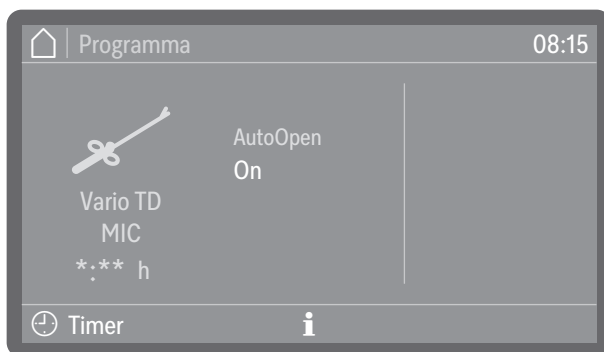 Programma
08:15
AutoOpen
On
Vario TD
MIC
*:** h
Timer
i